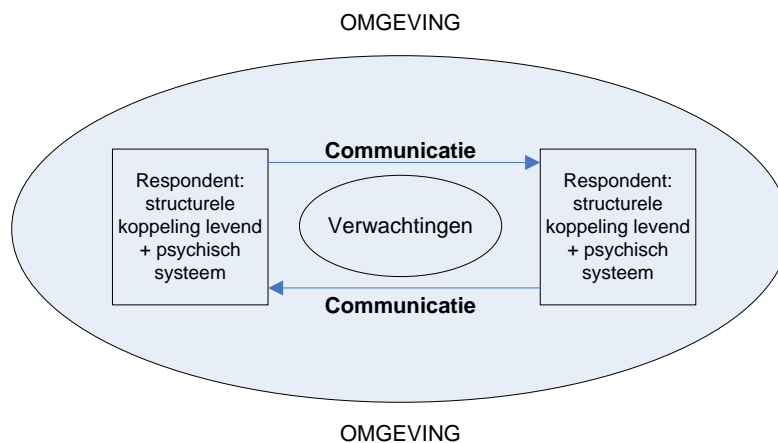 OMGEVING
Communicatie
Respondent:
structurele
koppeling levend
+ psychisch
systeem
Verwachtingen
Respondent:
structurele
koppeling levend
+ psychisch
systeem
Communicatie
OMGEVING